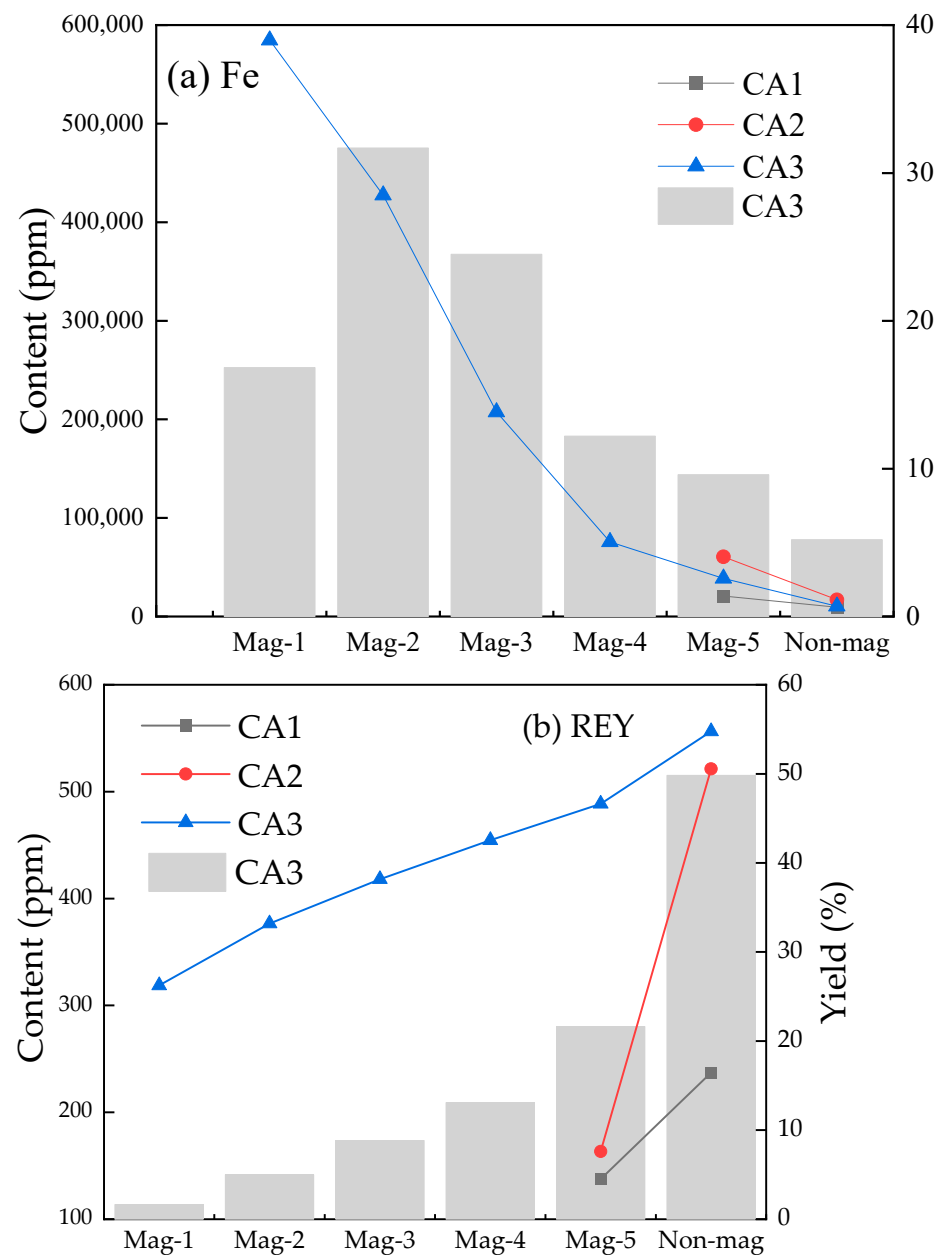 (a) Fe
CA1
CA2
CA3
CA3
Content (ppm)
600,000
500,000
400,000
300,000
200,000
100,000
0
40
30
20
10
0
Mag-1 Mag-2 Mag-3 Mag-4 Mag-5 Non-mag
(b) REY
CA1
CA2
CA3
CA3
Content (ppm)
600
500
400
300
200
100
Yield (%)
60
50
40
30
20
10
0
Mag-1 Mag-2 Mag-3 Mag-4 Mag-5 Non-mag